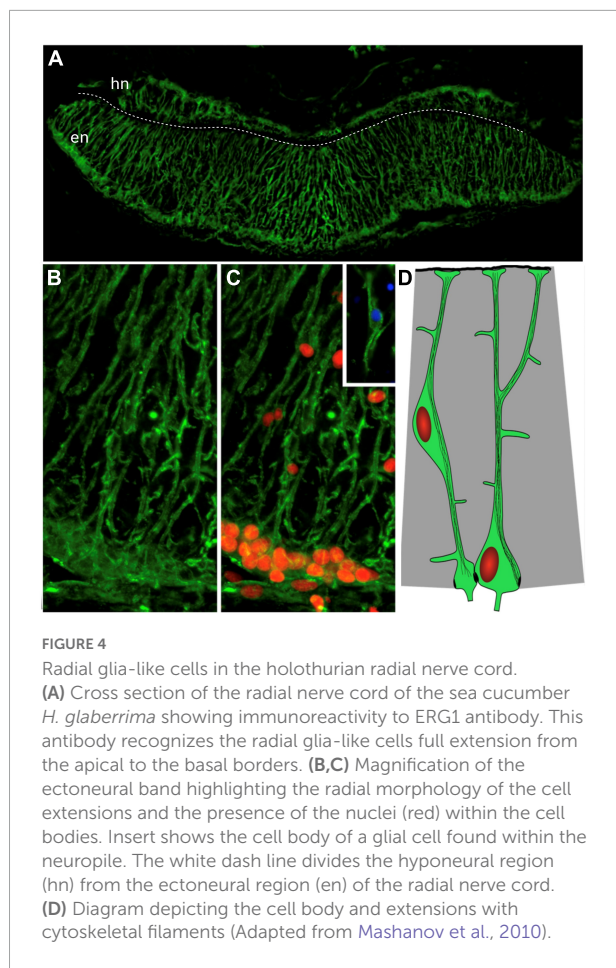 A
hn
en
B
C
D
FIGURE 4
Radial glia-like cells in the holothurian radial nerve cord.
(A) Cross section of the radial nerve cord of the sea cucumber
H. glaberrima showing immunoreactivity to ERG1 antibody. This
antibody recognizes the radial glia-like cells full extension from
the apical to the basal borders. (B,C) Magnification of the
ectoneural band highlighting the radial morphology of the cell
extensions and the presence of the nuclei (red) within the cell
bodies. Insert shows the cell body of a glial cell found within the
neuropile. The white dash line divides the hyponeural region
(hn) from the ectoneural region (en) of the radial nerve cord.
(D) Diagram depicting the cell body and extensions with
cytoskeletal filaments (Adapted from Mashanov et al., 2010).